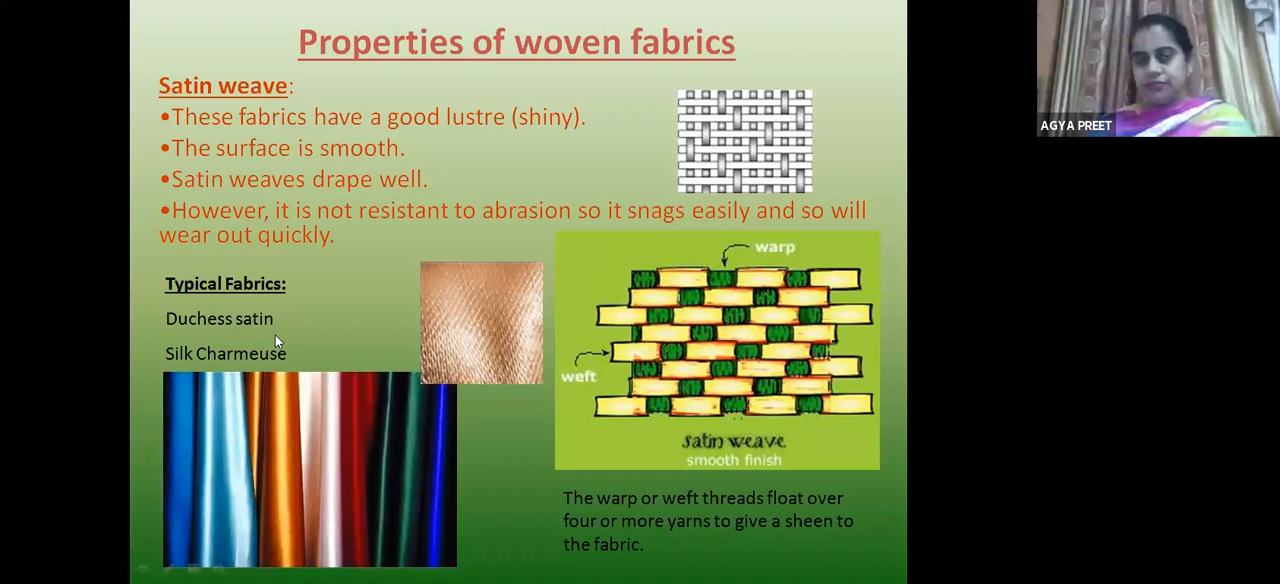 Properties of woven fabrics
Satin weave:
•These fabrics have a good lustre (shiny).
•The surface is smooth.
•Satin weaves drape well.
•However, it is not resistant to abrasion so it snags easily and so will
wear out quickly.
Typical Fabrics:
Duchess satin
Silk Charmeuse
warp
weft
satin weave
smooth finish
The warp or weft threads float over
four or more yarns to give a sheen to
the fabric.
AGYA PREET